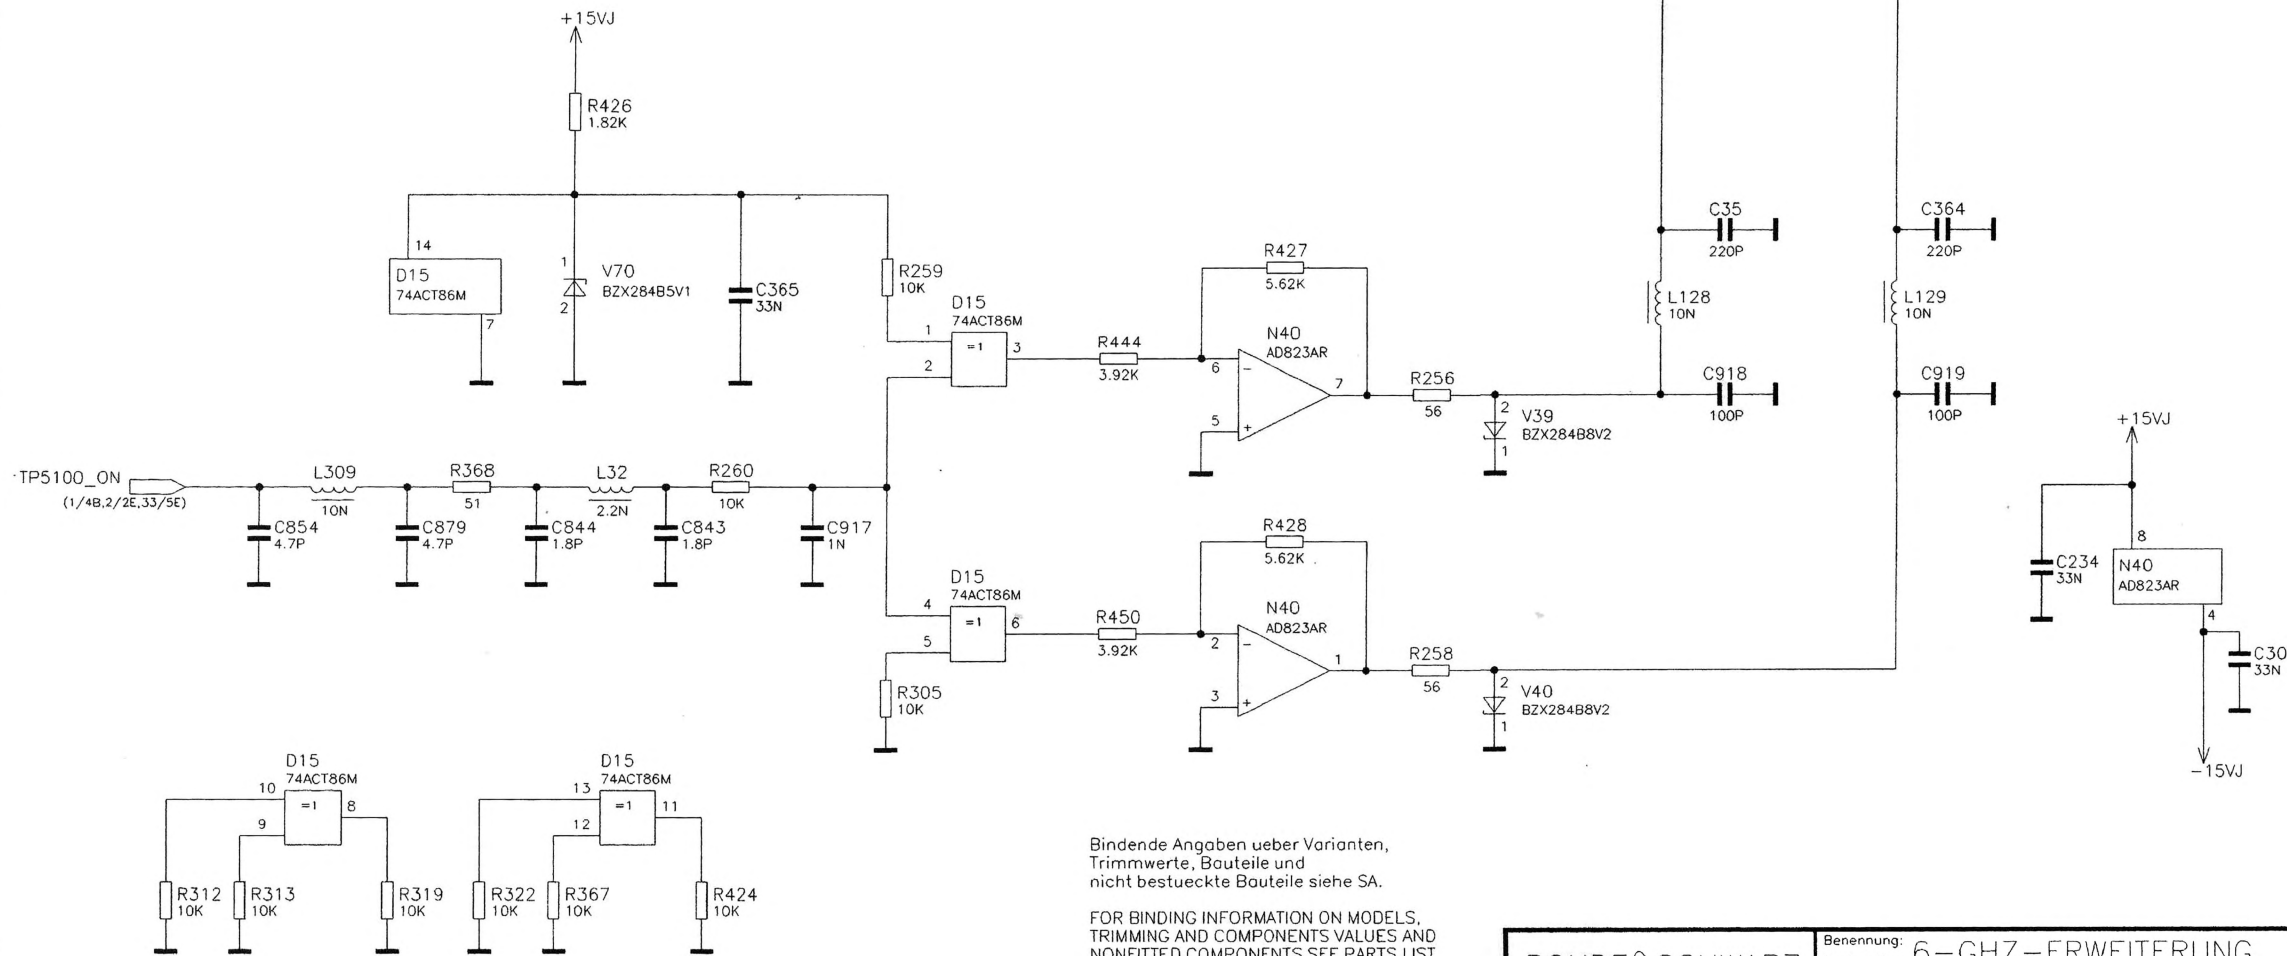 +15VJ
R426
1.82K
14
D15
74ACT86M
7
1
2
V70
BZX284B5V1
C365
33N
R259
10K
D15
74ACT86M
1
2
=1
3
R444
3.92K
R427
5.62K
N40
AD823AR
6
5
7
R256
56
2
V39
BZX284B8V2
1
C35
220P
L128
10N
C918
100P
C364
220P
L129
10N
C919
100P
TP5100_ON
(1/4B,2/2E,33/5E)
L309
10N
R368
51
L32
2.2N
R260
10K
C854
4.7P
C879
4.7P
C844
1.8P
C843
1.8P
C917
1N
D15
74ACT86M
4
5
=1
6
R305
10K
R450
3.92K
R428
5.62K
N40
AD823AR
2
3
1
R258
56
2
V40
BZX284B8V2
1
+15VJ
8
C234
33N
N40
AD823AR
4
C30
33N
-15VJ
D15
74ACT86M
10
9
=1
8
R312
10K
R313
10K
R319
10K
D15
74ACT86M
13
12
=1
11
R322
10K
R367
10K
R424
10K
Bindende Angaben ueber Varianten,
Trimmwerte, Bauteile und
nicht bestueckte Bauteile siehe SA.
FOR BINDING INFORMATION ON MODELS,
TRIMMING AND COMPONENTS VALUES AND
NONFITTED COMPONENTS SEE PARTS LIST
Benennung: 6-GHZ-ERWEITERUNG